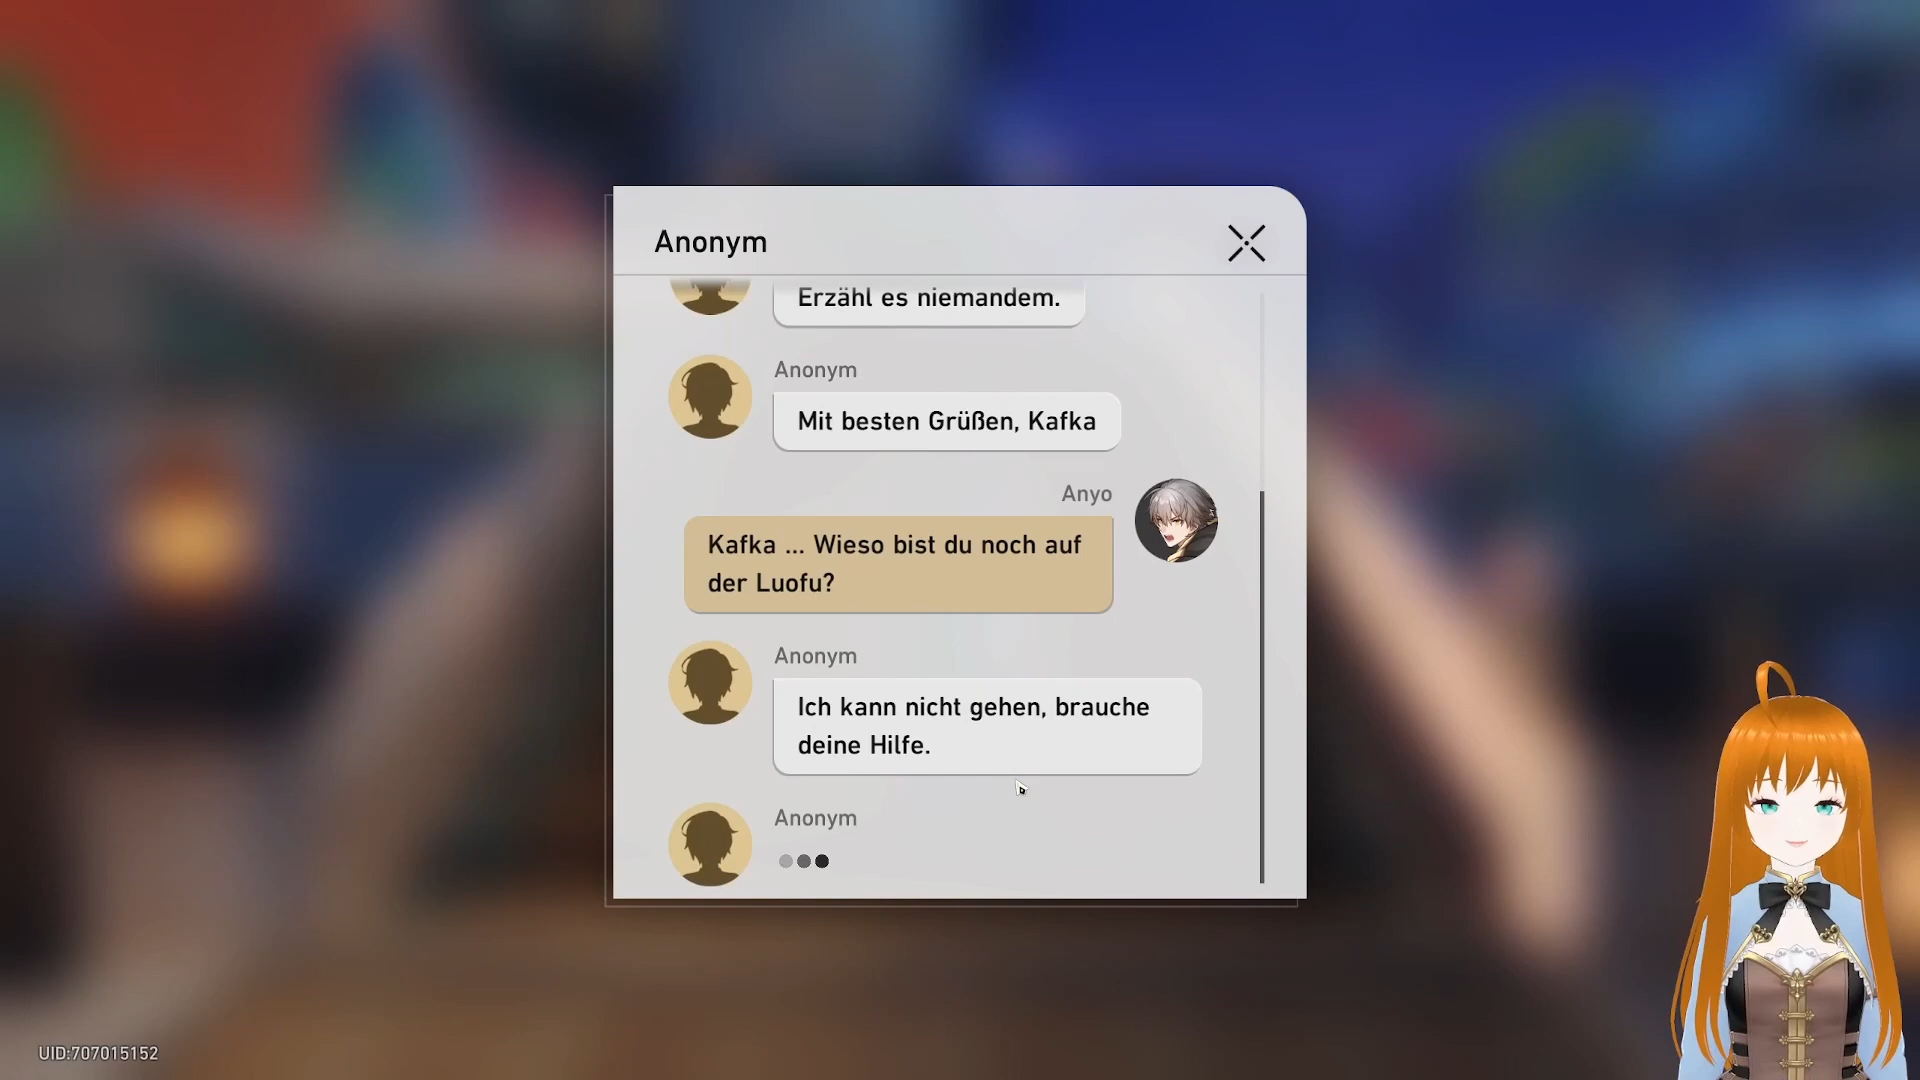 Anonym
Erzähl es niemandem.
Anonym
Mit besten Grüßen, Kafka
Anyo
Kafka ... Wieso bist du noch auf
der Luofu?
Anonym
Ich kann nicht gehen, brauche
deine Hilfe.
Anonym
UID:707015152